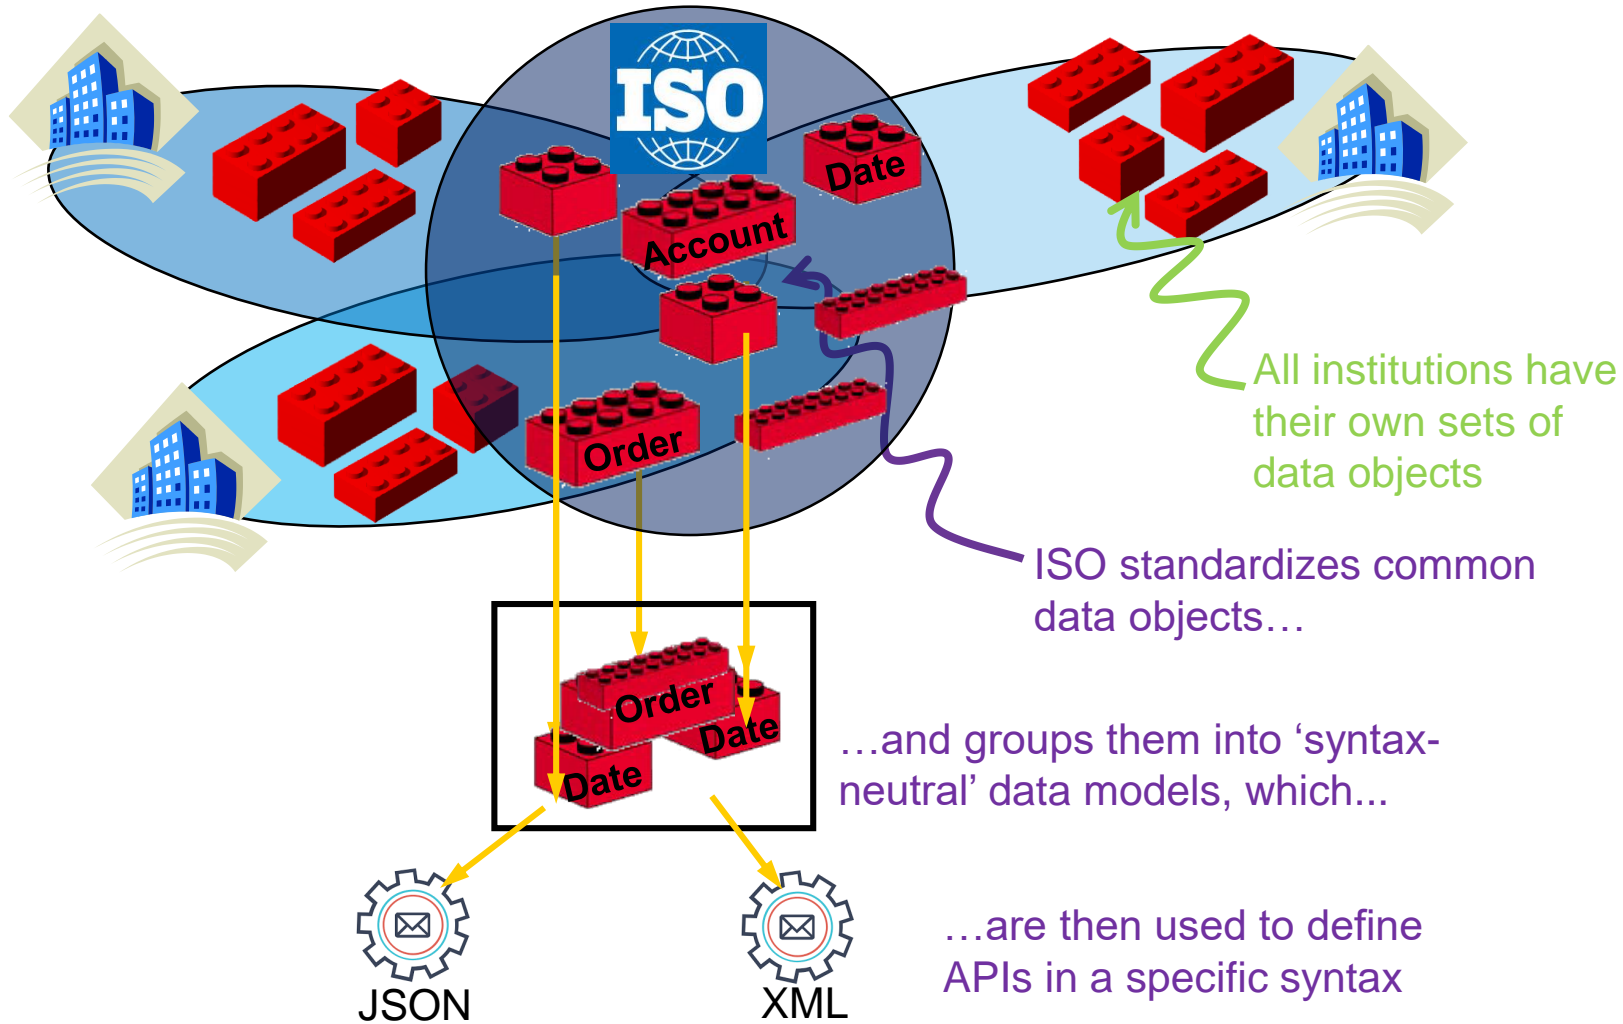 ISO
Date
Account
Order
All institutions have
their own sets of
data objects
ISO standardizes common
data objects…
Order
Date
Date
…and groups them into ‘syntax-
neutral’ data models, which...
…are then used to define
APIs in a specific syntax
JSON
XML